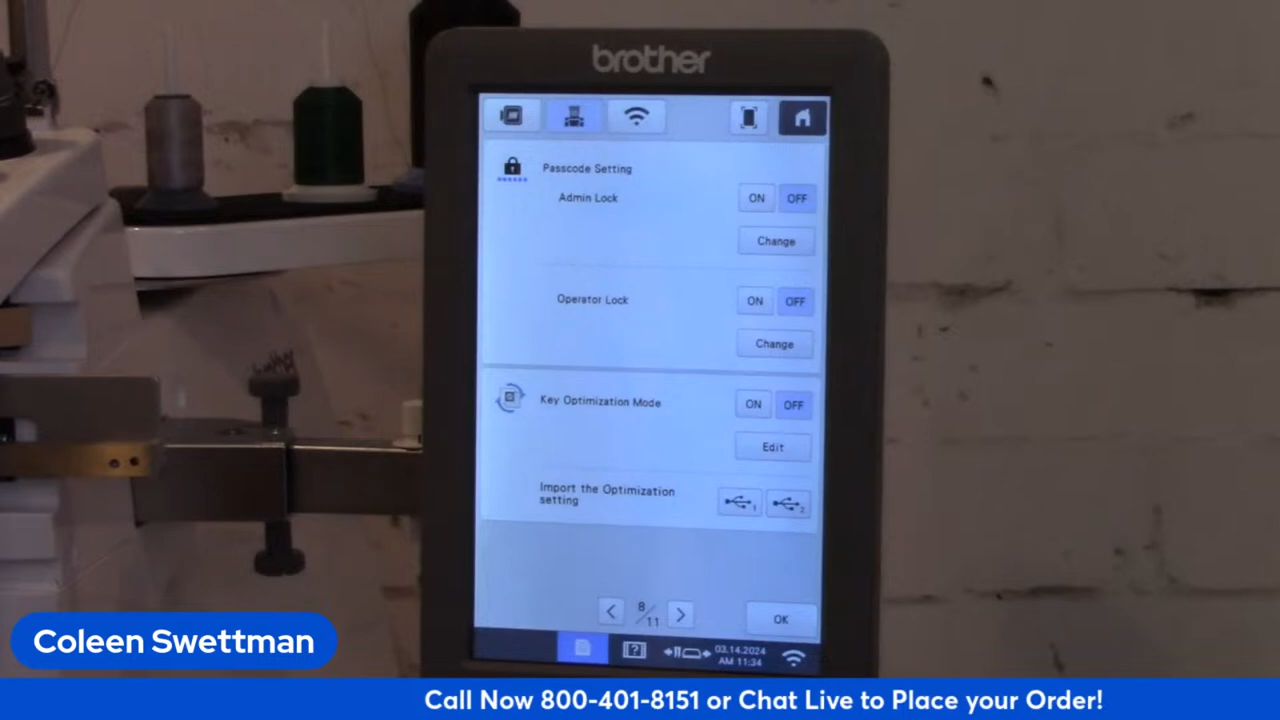 brother
Passcode Setting
Admin Lock
ON OFF
Change
Operator Lock
ON OFF
Change
Key Optimization Mode
ON OFF
Edit
Import the Optimization
setting
1 2
8/11
OK
03.14.2024
AM 11:34
Coleen Swettman
Call Now 800-401-8151 or Chat Live to Place your Order!